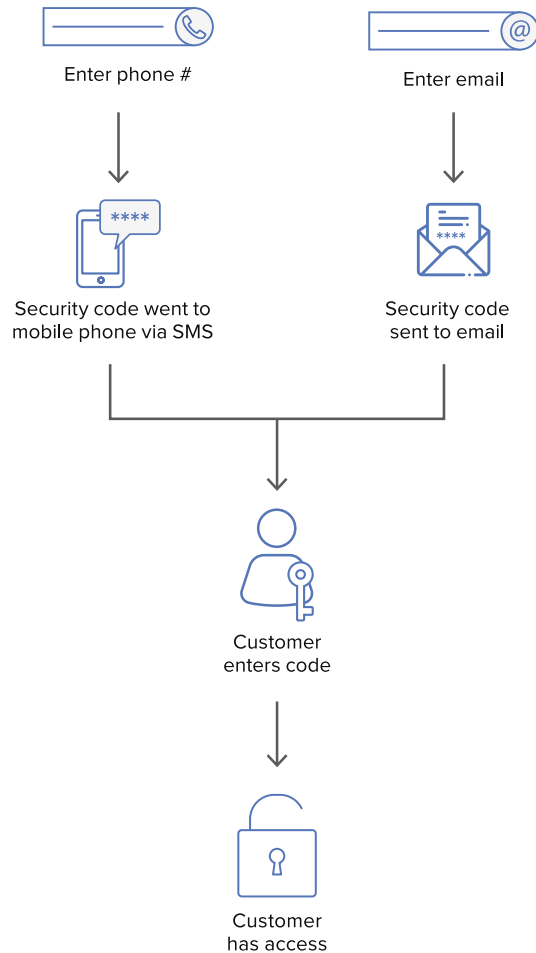 @
Enter phone #
Enter email
****
****
Security code went to
mobile phone via SMS
Security code
sent to email
Customer
enters code
Customer
has access